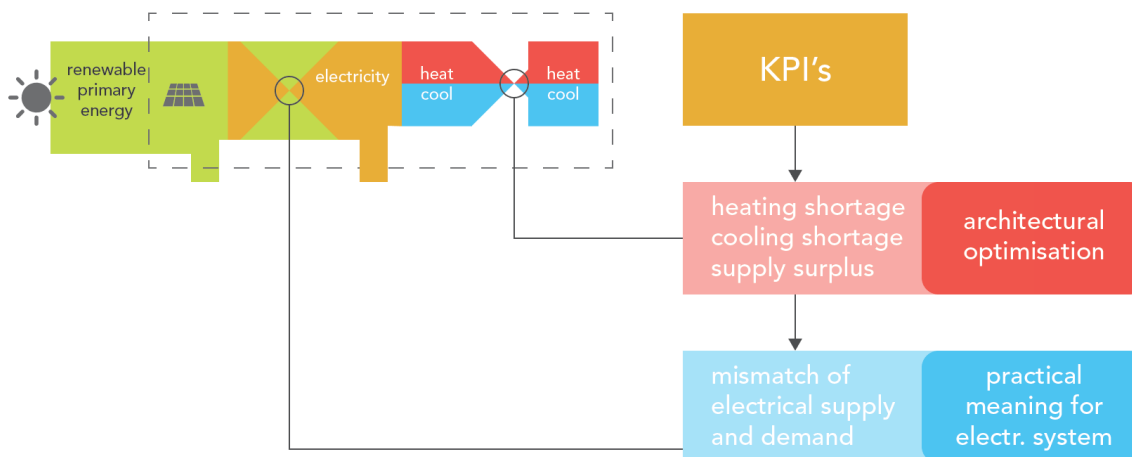 renewable
primary
energy
electricity
heat
cool
heat
cool
KPI's
heating shortage
cooling shortage
supply surplus
architectural
optimisation
mismatch of
electrical supply
and demand
practical
meaning for
electr. system